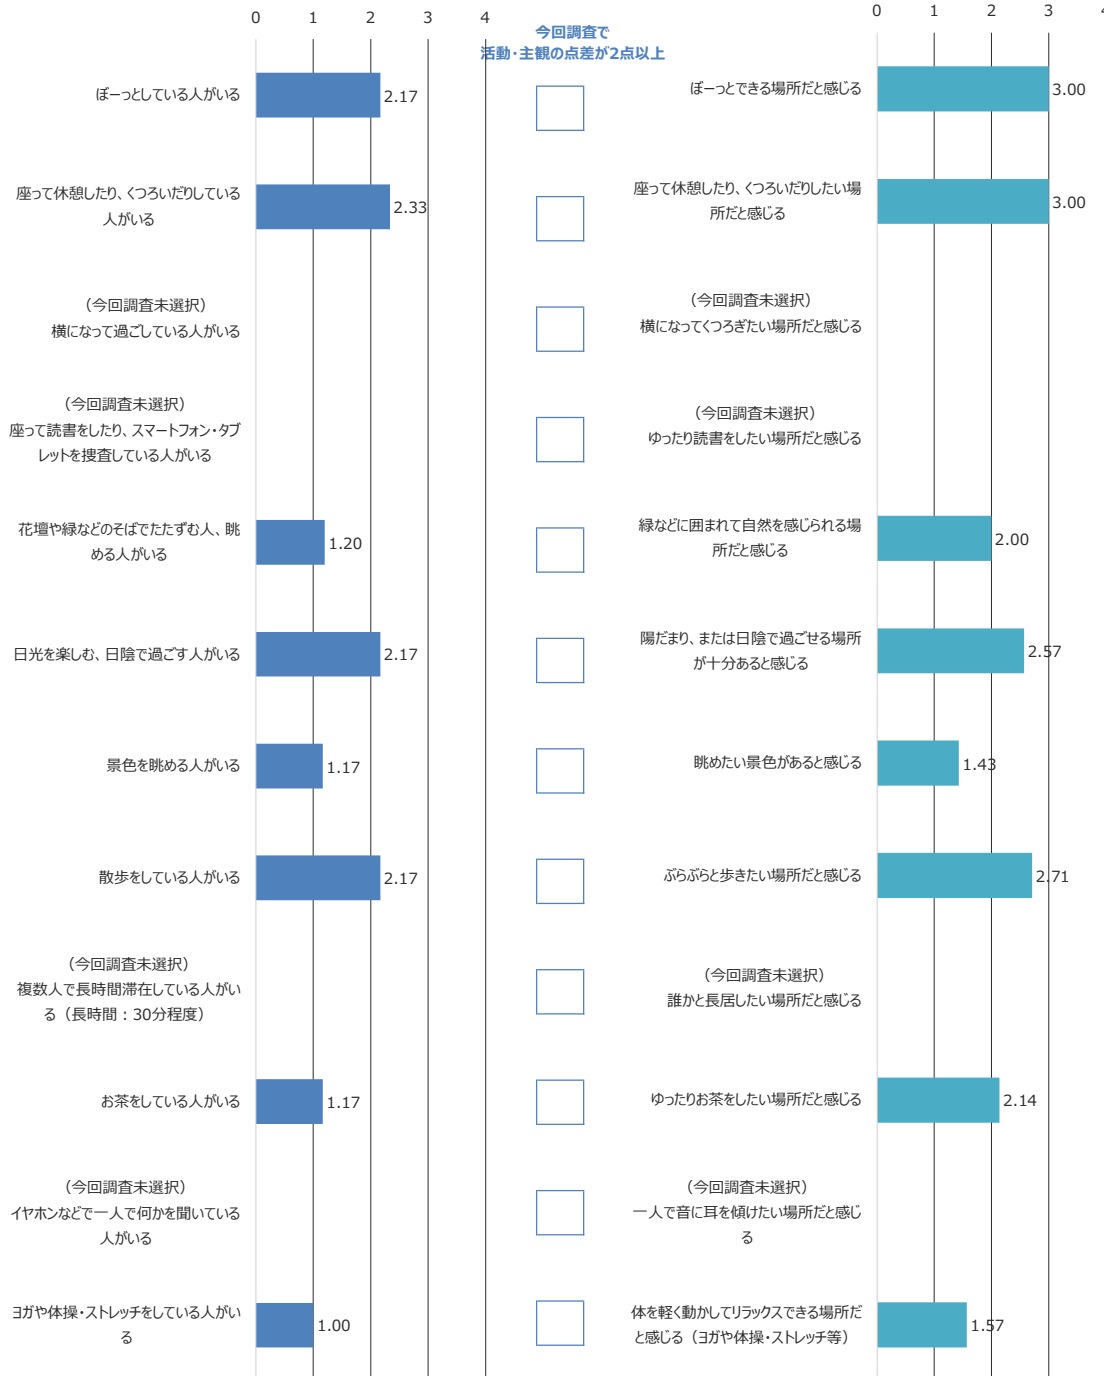 0 1 2 3 4
今回調査で
活動・主観の点差が2点以上
0 1 2 3 4
ぼーっとしている人がいる
2.17
ぼーっとできる場所だと感じる
3.00
座って休憩したり、くつろいだりしている
人がいる
2.33
座って休憩したり、くつろいだりしたい場
所だと感じる
3.00
（今回調査未選択）
横になって過ごしている人がいる
（今回調査未選択）
横になってくつろぎたい場所だと感じる
（今回調査未選択）
座って読書をしたり、スマートフォン・タブ
レットを捜査している人がいる
（今回調査未選択）
ゆったり読書をしたい場所だと感じる
花壇や緑などのそばでたたずむ人、眺
める人がいる
1.20
緑などに囲まれて自然を感じられる場
所だと感じる
2.00
日光を楽しむ、日陰で過ごす人がいる
2.17
陽だまり、または日陰で過ごせる場所
が十分あると感じる
2.57
景色を眺める人がいる
1.17
眺めたい景色があると感じる
1.43
散歩をしている人がいる
2.17
ぶらぶらと歩きたい場所だと感じる
2.71
（今回調査未選択）
複数人で長時間滞在している人がい
る（長時間：30分程度）
（今回調査未選択）
誰かと長居したい場所だと感じる
お茶をしている人がいる
1.17
ゆったりお茶をしたい場所だと感じる
2.14
（今回調査未選択）
イヤホンなどで一人で何かを聞いている
人がいる
（今回調査未選択）
一人で音に耳を傾けたい場所だと感じ
る
ヨガや体操・ストレッチをしている人がい
る
1.00
体を軽く動かしてリラックスできる場所だ
と感じる（ヨガや体操・ストレッチ等）
1.57